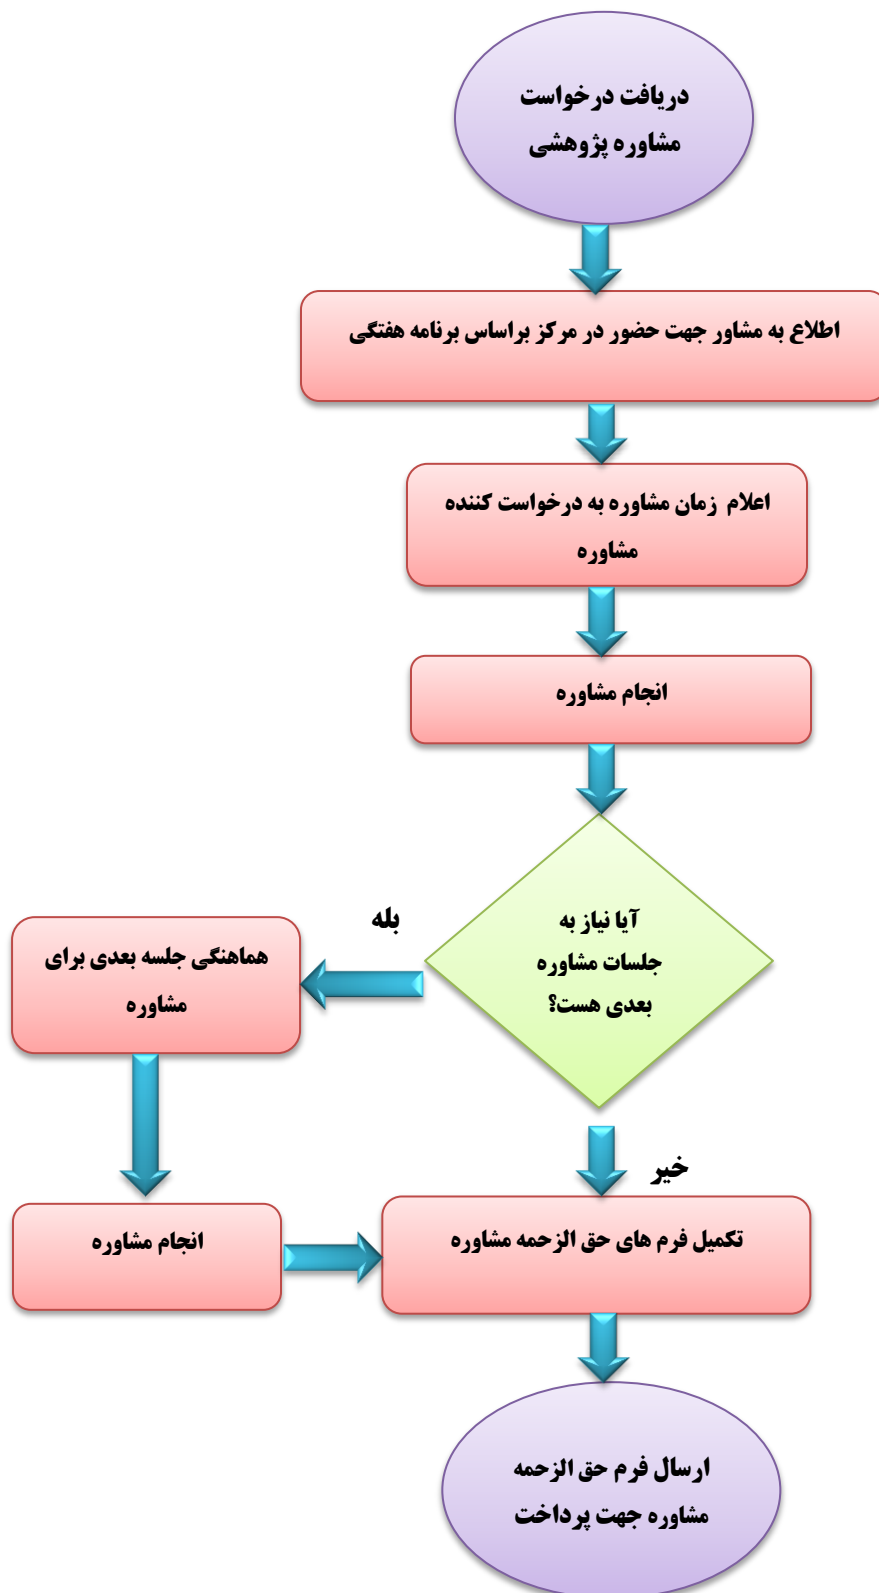 دریافت درخواست
مشاوره پژوهشی
اطلاع به مشاور جهت حضور در مرکز براساس برنامه هفتگی
اعلام زمان مشاوره به درخواست کننده
مشاوره
انجام مشاوره
آیا نیاز به
جلسات مشاوره
بعدی هست؟
بله
هماهنگی جلسه بعدی برای
مشاوره
خیر
انجام مشاوره
تکمیل فرم های حق الزحمه مشاوره
ارسال فرم حق الزحمه
مشاوره جهت پرداخت